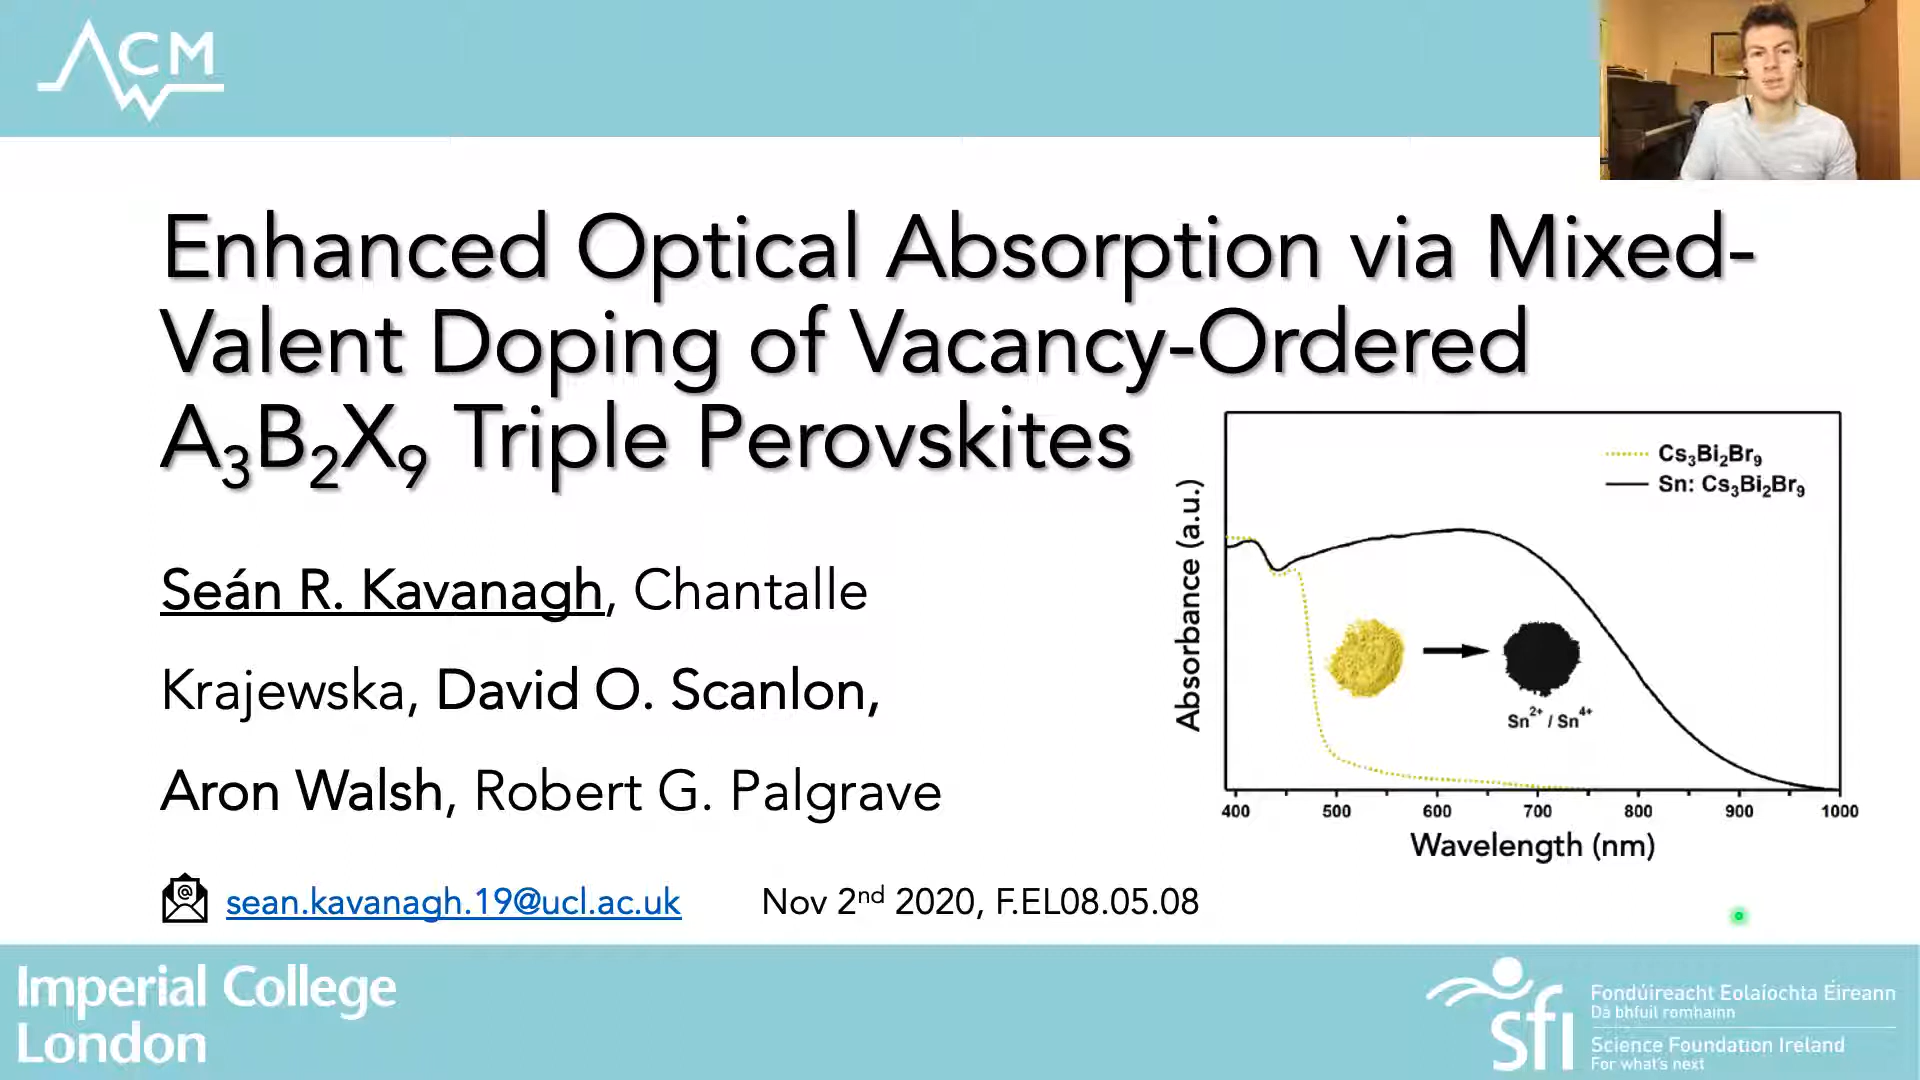 CM
W
Enhanced Optical Absorption via Mixed-
Valent Doping of Vacancy-Ordered
A₃B₂X₉ Triple Perovskites
Cs₃Bi₂Br₉
Sn: Cs₃Bi₂Br₉
Absorbance (a.u.)
Sn²⁺ / Sn⁴⁺
400 500 600 700 800 900 1000
Wavelength (nm)
Seán R. Kavanagh, Chantalle
Krajewska, David O. Scanlon,
Aron Walsh, Robert G. Palgrave
sean.kavanagh.19@ucl.ac.uk Nov 2ⁿᵈ 2020, F.EL08.05.08
Imperial College
London
sfi
Fondúireacht Eolaíochta Éireann
Dá bhfuil romhainn
Science Foundation Ireland
For what's next